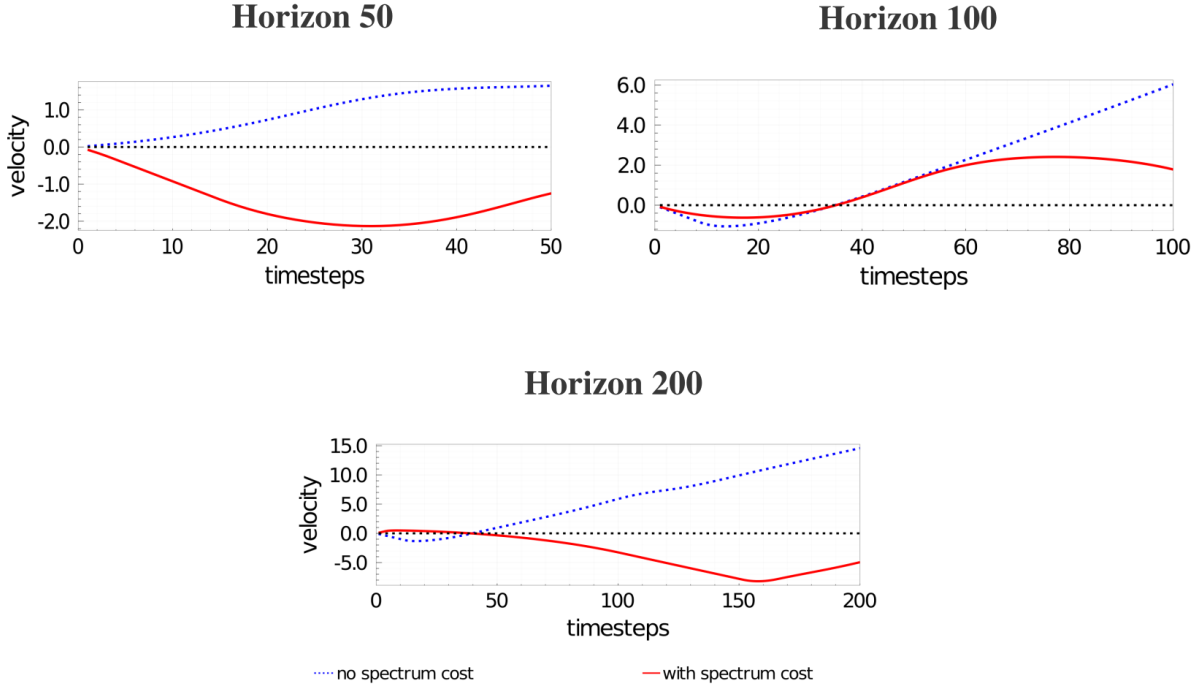 Horizon 50
Horizon 100
1.0
0.0
-1.0
-2.0
velocity
0 10 20 30 40 50
timesteps
6.0
4.0
2.0
0.0
0 20 40 60 80 100
timesteps
Horizon 200
15.0
10.0
5.0
0.0
-5.0
velocity
0 50 100 150 200
timesteps
no spectrum cost with spectrum cost